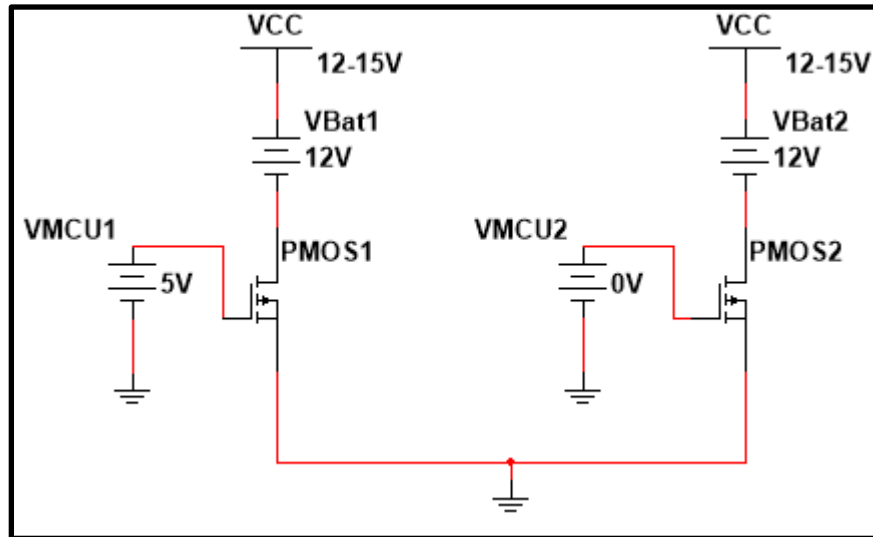 VCC
12-15V
VBat1
12V
VMCU1
5V
PMOS1
VCC
12-15V
VBat2
12V
VMCU2
0V
PMOS2